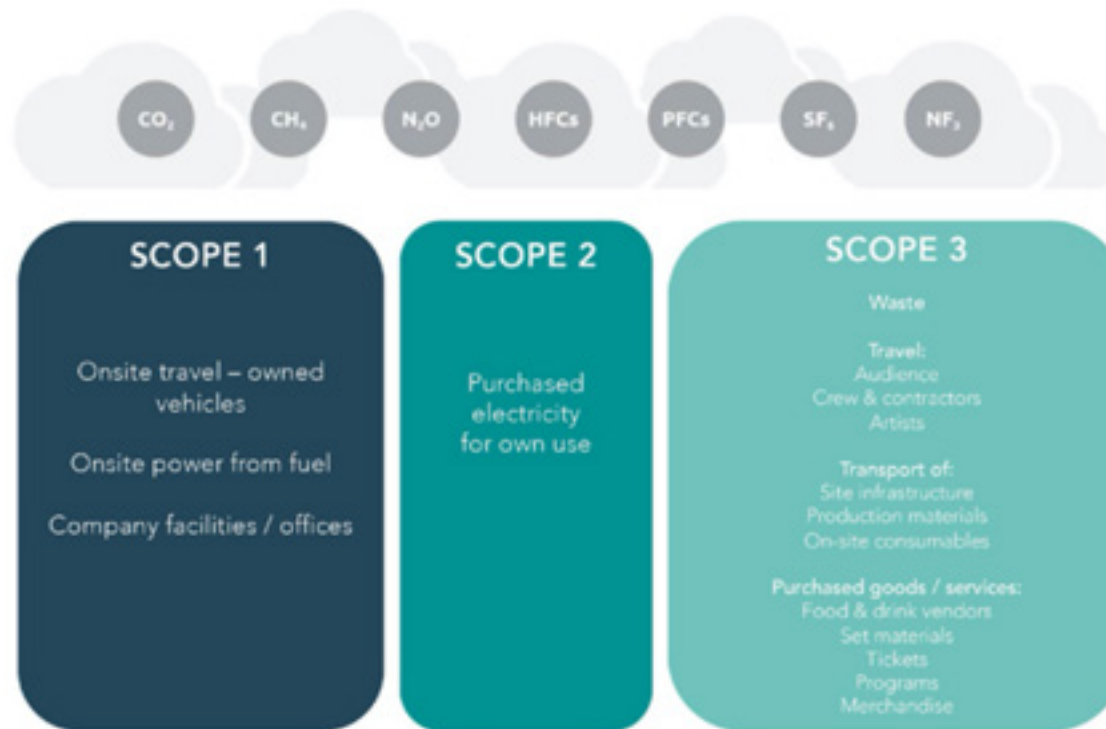 CO₂ CH₄ N₂O HFCs PFCs SF₆ NF₃
SCOPE 1
Onsite travel – owned
vehicles
Onsite power from fuel
Company facilities / offices
SCOPE 2
Purchased
electricity
for own use
SCOPE 3
Waste
Travel:
Audience
Crew & contractors
Artists
Transport of:
Site infrastructure
Production materials
On-site consumables
Purchased goods / services:
Food & drink vendors
Set materials
Tickets
Programs
Merchandise